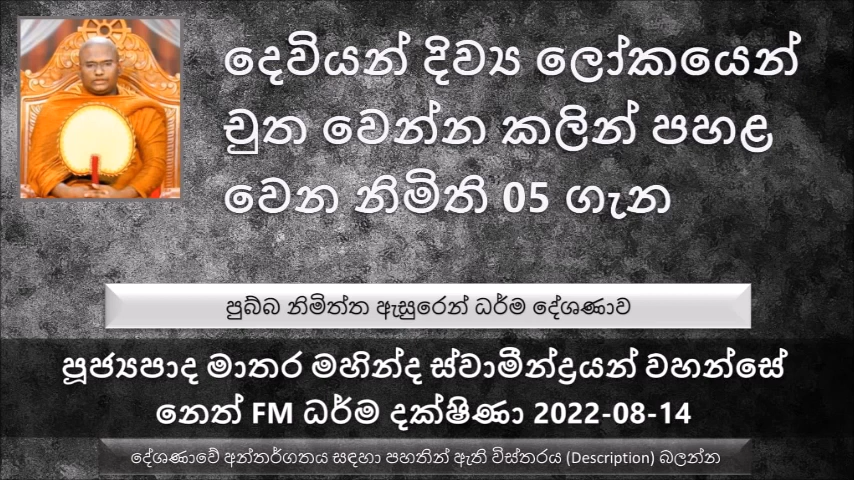 දෙවියන් දිව්‍ය ලෝකයෙන්
චුත වෙන්න කලින් පහළ
වෙන නිමිති 05 ගැන
පුබ්බ නිමිත්ත ඇසුරෙන් ධර්ම දේශණාව
පූජ්‍යපාද මාතර මහින්ද ස්වාමීන්ද්‍රයන් වහන්සේ
නෙත් FM ධර්ම දක්ෂිණා 2022-08-14
දේශණාවේ අන්තර්ගතය සඳහා පහතින් ඇති විස්තරය (Description) බලන්න